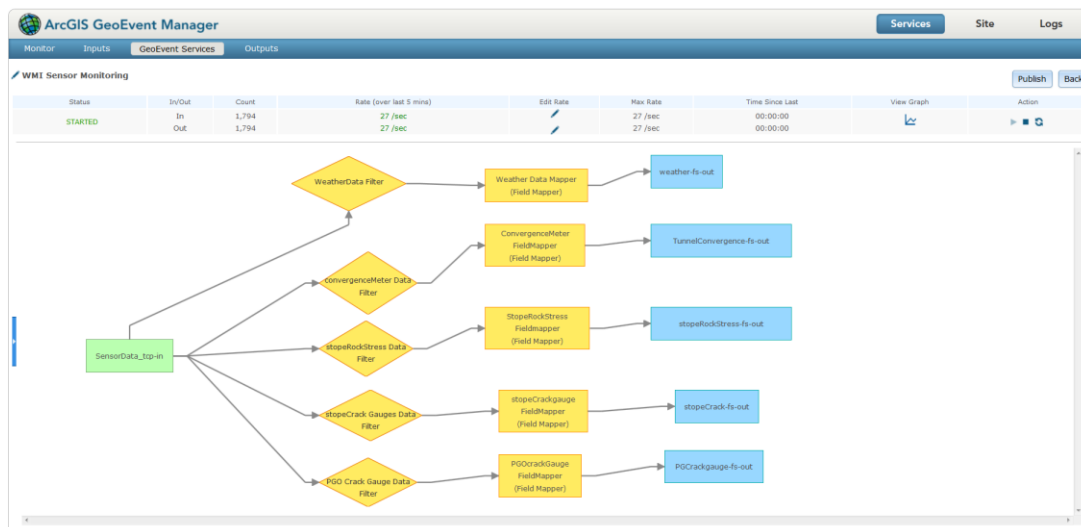 ArcGIS GeoEvent Manager
Services Site Logs
Monitor Inputs GeoEvent Services Outputs
WMI Sensor Monitoring
Publish Back
Status In/Out Count Rate (over last 5 mins) Edit Rate Max Rate Time Since Last View Graph Action
STARTED
In 1,794 27 /sec 27 /sec 00:00:00
Out 1,794 27 /sec 27 /sec 00:00:00
WeatherData Filter
Weather Data Mapper
(Field Mapper)
weather-fs-out
convergenceMeter Data
Filter
ConvergenceMeter
FieldMapper
(Field Mapper)
TunnelConvergence-fs-out
SensorData_tcp-in
stopeRockStress Data
Filter
StopeRockStress
Fieldmapper
(Field Mapper)
stopeRockStress-fs-out
stopeCrack Gauges Data
Filter
stopeCrackgauge
FieldMapper
(Field Mapper)
stopeCrack-fs-out
PGO Crack Gauge Data
Filter
PGOcrackGauge
FieldMapper
(Field Mapper)
PGCrackgauge-fs-out